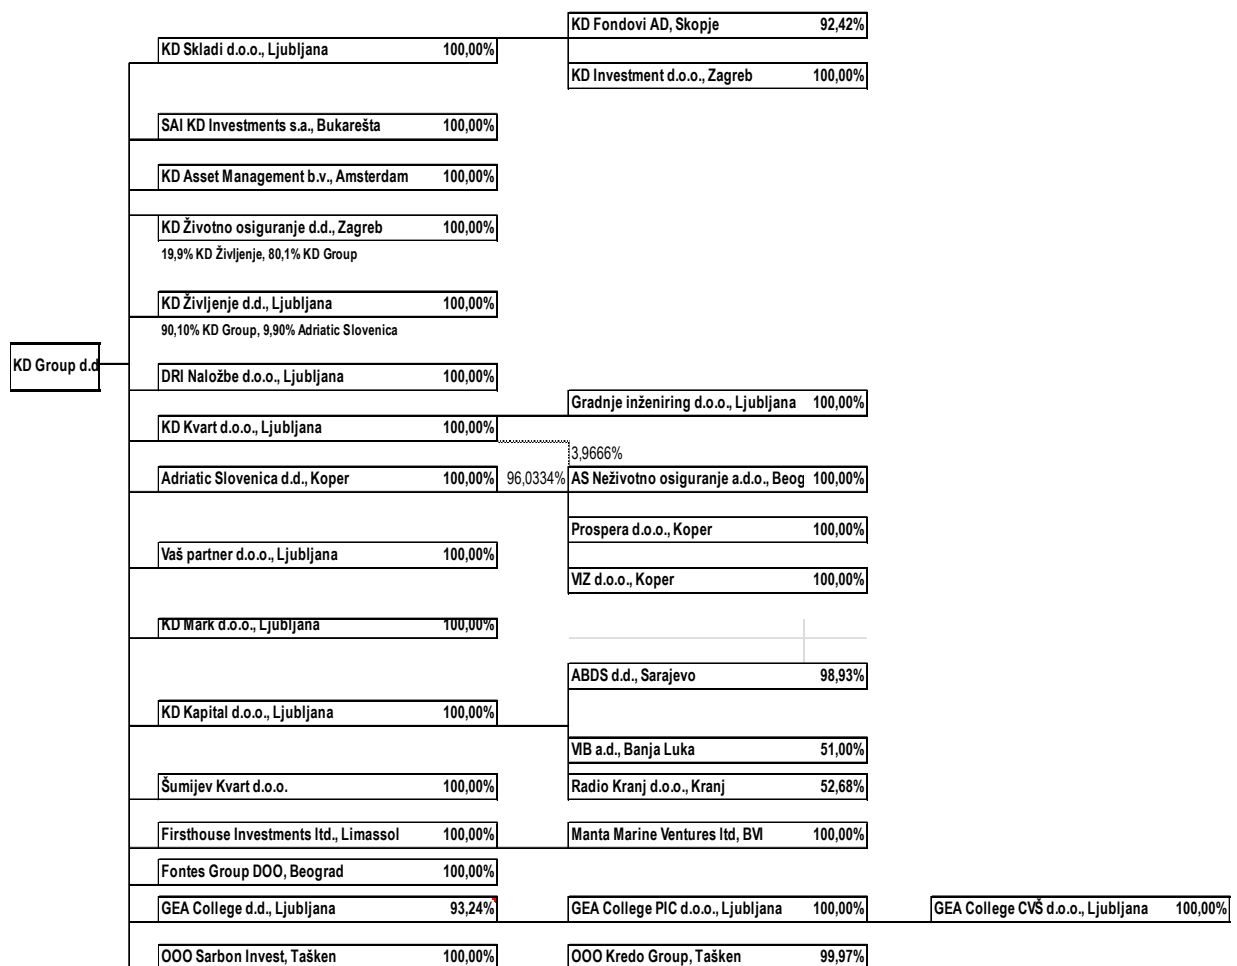 KD Fondovi AD, Skopje 92,42%
KD Skladi d.o.o., Ljubljana 100,00%
KD Investment d.o.o., Zagreb 100,00%
SAI KD Investments s.a., Bukarešta 100,00%
KD Asset Management b.v., Amsterdam 100,00%
KD Životno osiguranje d.d., Zagreb 100,00%
19,9% KD Življenje, 80,1% KD Group
KD Življenje d.d., Ljubljana 100,00%
90,10% KD Group, 9,90% Adriatic Slovenica
KD Group d.d
DRI Naložbe d.o.o., Ljubljana 100,00%
Gradnje inženiring d.o.o., Ljubljana 100,00%
KD Kvart d.o.o., Ljubljana 100,00%
3,9666%
Adriatic Slovenica d.d., Koper 100,00% 96,0334% AS Neživotno osiguranje a.d.o., Beog 100,00%
Prospera d.o.o., Koper 100,00%
Vaš partner d.o.o., Ljubljana 100,00%
VIZ d.o.o., Koper 100,00%
KD Mark d.o.o., Ljubljana 100,00%
ABDS d.d., Sarajevo 98,93%
KD Kapital d.o.o., Ljubljana 100,00%
VIB a.d., Banja Luka 51,00%
Šumijev Kvart d.o.o. 100,00% Radio Kranj d.o.o., Kranj 52,68%
Firsthouse Investments ltd., Limassol 100,00% Manta Marine Ventures ltd, BVI 100,00%
Fontes Group DOO, Beograd 100,00%
GEA College d.d., Ljubljana 93,24% GEA College PIC d.o.o., Ljubljana 100,00% GEA College CVŠ d.o.o., Ljubljana 100,00%
OOO Sarbon Invest, Tašken 100,00% OOO Kredo Group, Tašken 99,97%